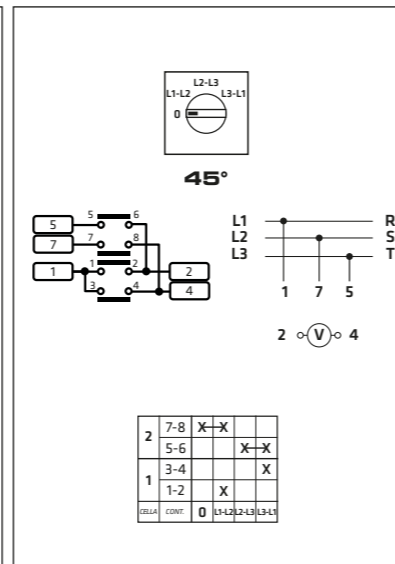 L2-L3
L1-L2 L3-L1
0
45°
5 5 6
7 7 8
1 1 2 2
3 4 4
L1 R
L2 S
L3 T
1 7 5
2 V 4
2 7-8 X X
5-6 X X
1 3-4 X
1-2 X
CELLA CONT. 0 L1-L2 L2-L3 L3-L1